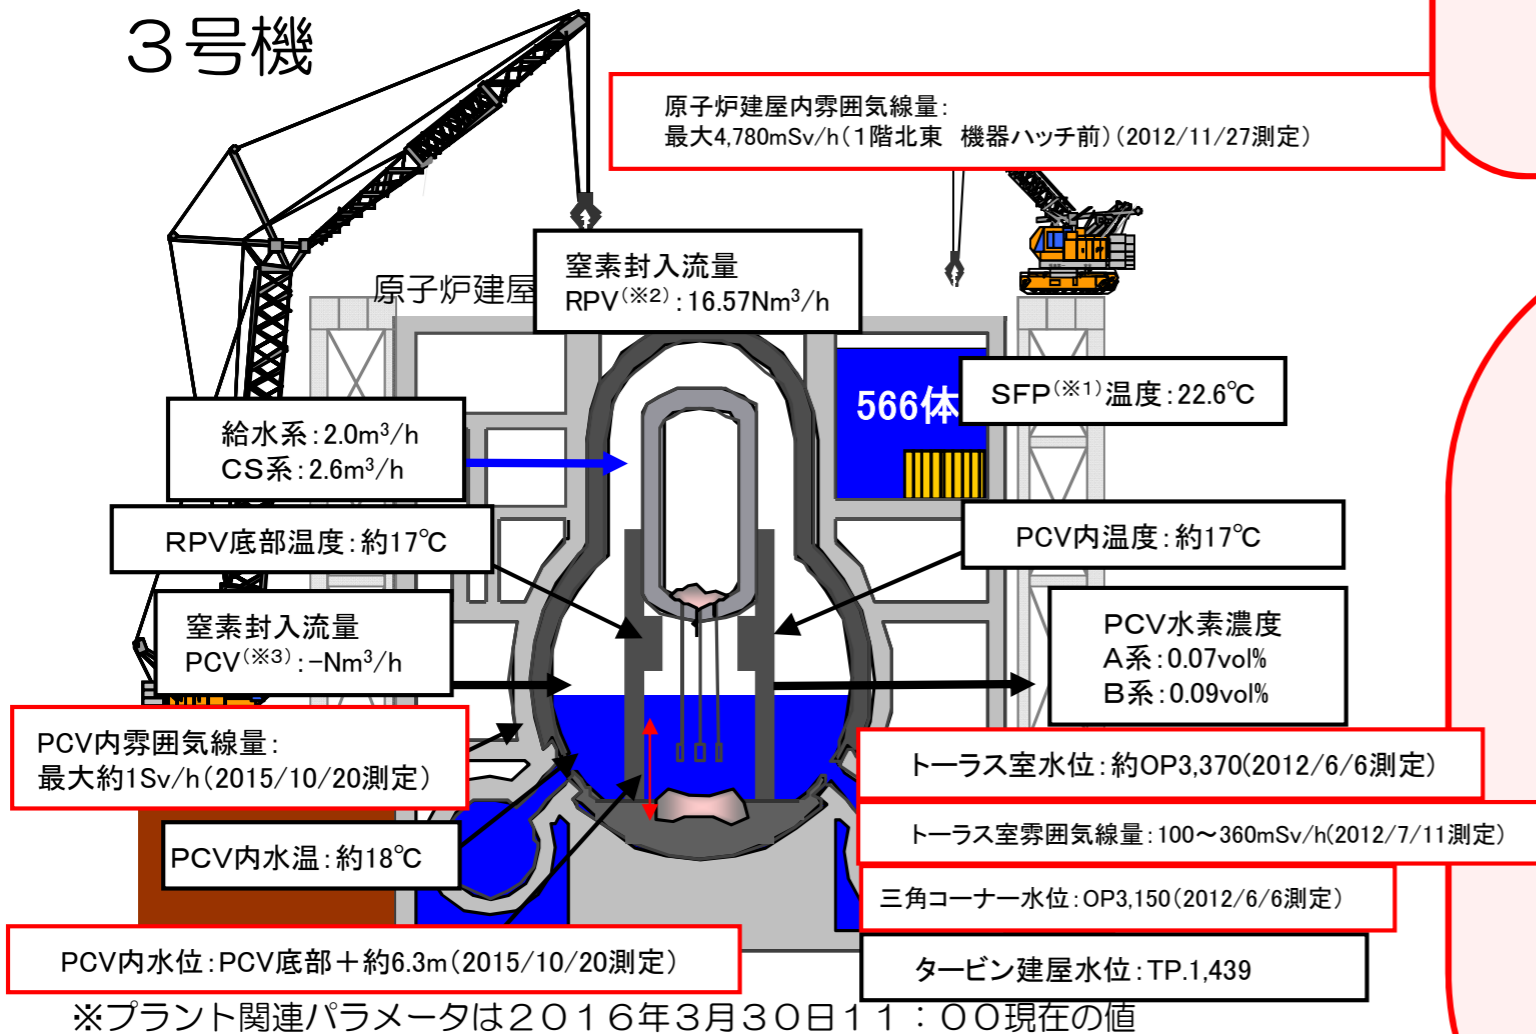 ３号機
原子炉建屋内雰囲気線量：
最大4,780mSv/h（１階北東　機器ハッチ前）（2012/11/27測定）
原子炉建屋
窒素封入流量
RPV（※２）：16.57Nm³/h
566体
SFP（※１）温度：22.6℃
給水系：2.0m³/h
CS系：2.6m³/h
RPV底部温度：約17℃
PCV内温度：約17℃
窒素封入流量
PCV（※３）：-Nm³/h
PCV水素濃度
A系：0.07vol%
B系：0.09vol%
PCV内雰囲気線量：
最大約1Sv/h（2015/10/20測定）
トーラス室水位：約OP3,370（2012/6/6測定）
トーラス室雰囲気線量：100～360mSv/h（2012/7/11測定）
PCV内水温：約18℃
三角コーナー水位：OP3,150（2012/6/6測定）
PCV内水位：PCV底部＋約6.3m（2015/10/20測定）
タービン建屋水位：TP.1,439
※プラント関連パラメータは２０１６年３月３０日１１：００現在の値